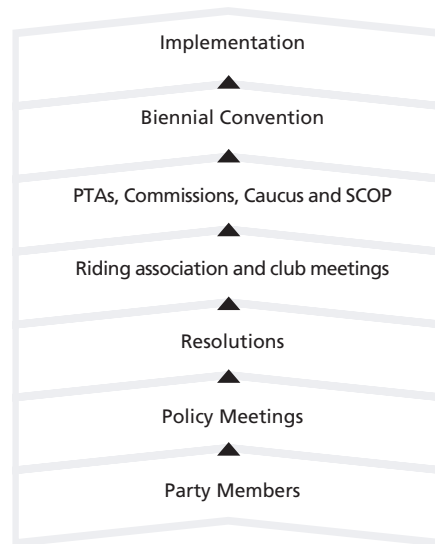 Implementation
Biennial Convention
PTAs, Commissions, Caucus and SCOP
Riding association and club meetings
Resolutions
Policy Meetings
Party Members